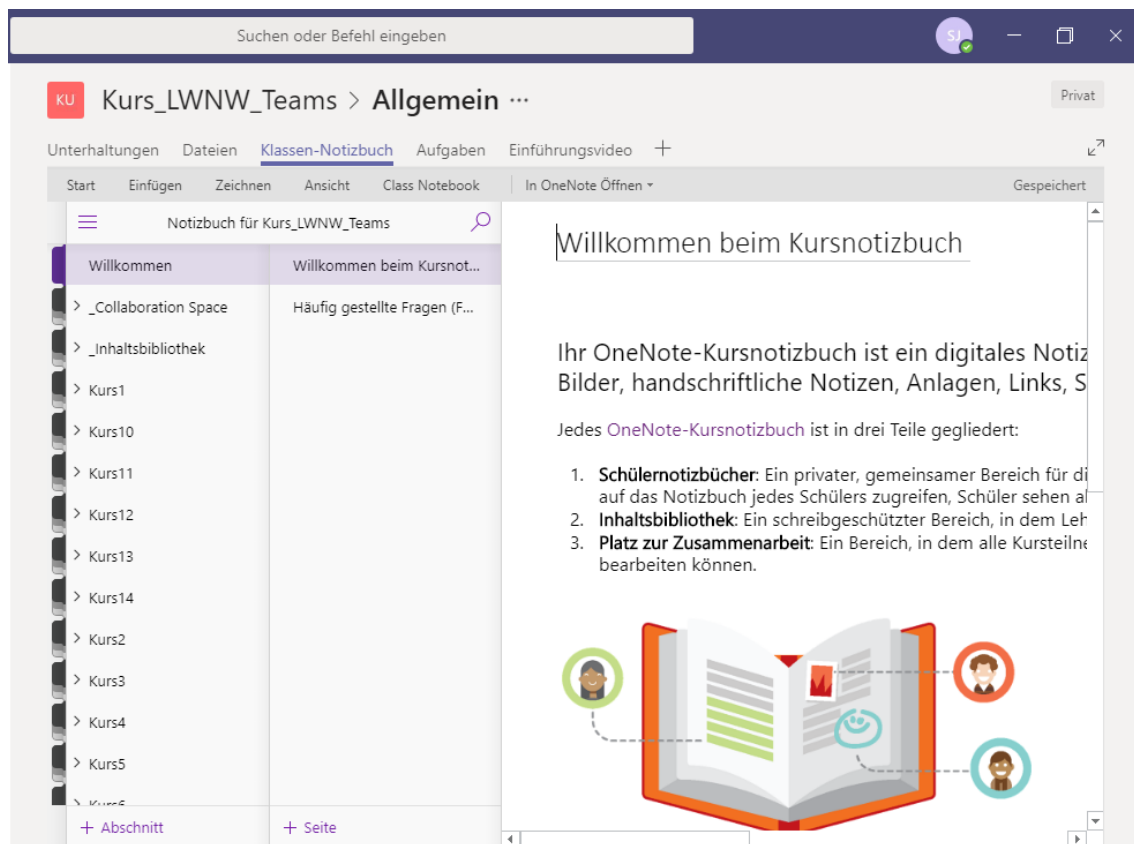 Suchen oder Befehl eingeben
SJ
KU
Kurs_LWNW_Teams > Allgemein ...
Privat
Unterhaltungen Dateien Klassen-Notizbuch Aufgaben Einführungsvideo +
Start Einfügen Zeichnen Ansicht Class Notebook In OneNote Öffnen Gespeichert
Notizbuch für Kurs_LWNW_Teams
Willkommen
_Collaboration Space
_Inhaltsbibliothek
Kurs1
Kurs10
Kurs11
Kurs12
Kurs13
Kurs14
Kurs2
Kurs3
Kurs4
Kurs5
Kurs6
+ Abschnitt
Willkommen beim Kursnot...
Häufig gestellte Fragen (F...
+ Seite
Willkommen beim Kursnotizbuch
Ihr OneNote-Kursnotizbuch ist ein digitales Notiz
Bilder, handschriftliche Notizen, Anlagen, Links, S
Jedes OneNote-Kursnotizbuch ist in drei Teile gegliedert:
1. Schülernotizbücher: Ein privater, gemeinsamer Bereich für di
auf das Notizbuch jedes Schülers zugreifen, Schüler sehen al
2. Inhaltsbibliothek: Ein schreibgeschützter Bereich, in dem Leh
3. Platz zur Zusammenarbeit: Ein Bereich, in dem alle Kursteilne
bearbeiten können.